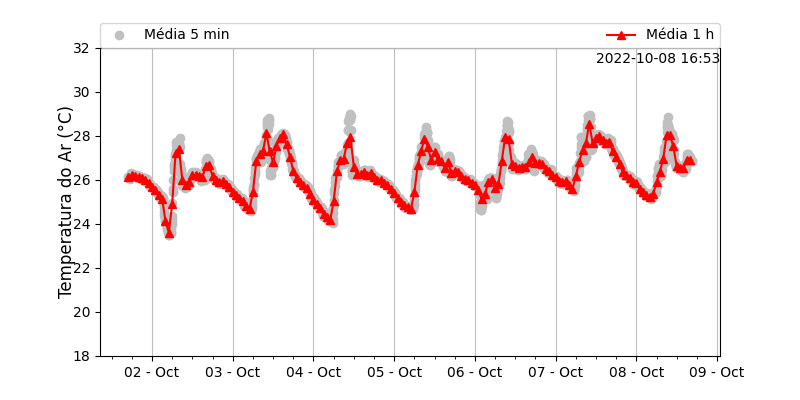 Média 5 min
Média 1 h
2022-10-08 16:53
Temperatura do Ar (°C)
32
30
28
26
24
22
20
18
02 - Oct
03 - Oct
04 - Oct
05 - Oct
06 - Oct
07 - Oct
08 - Oct
09 - Oct